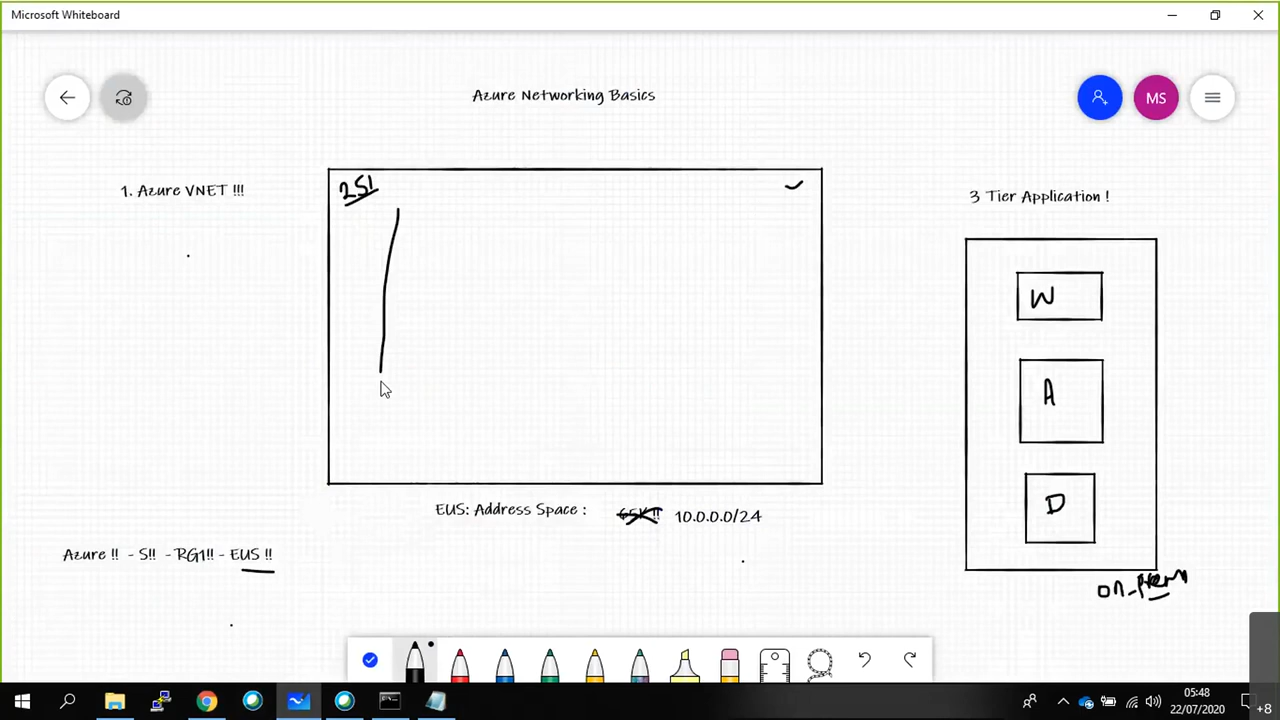 Microsoft Whiteboard
Azure Networking Basics
MS
1. Azure VNET !!!
251
3 Tier Application !
W
A
D
EUS: Address Space : 10.0.0.0/24
Azure !! - S!! - RG1!! - EUS !!
on-prem
05:48
22/07/2020
+8